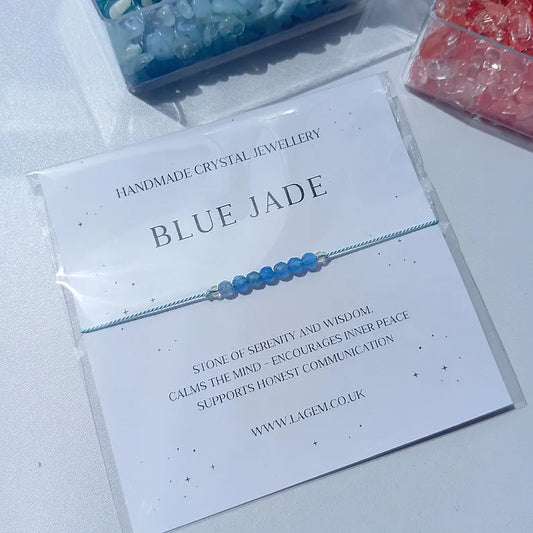 HANDMADE CRYSTAL JEWELLERY
BLUE JADE
STONE OF SERENITY AND WISDOM.
CALMS THE MIND – ENCOURAGES INNER PEACE
SUPPORTS HONEST COMMUNICATION
WWW.LAGEM.CO.UK